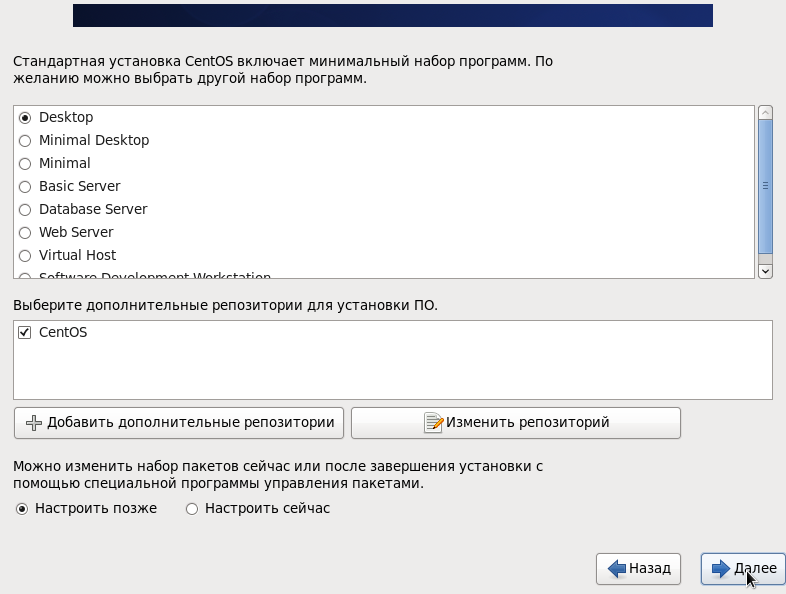 Стандартная установка CentOS включает минимальный набор программ. По
желанию можно выбрать другой набор программ.
Desktop
Minimal Desktop
Minimal
Basic Server
Database Server
Web Server
Virtual Host
Software Development Workstation
Выберите дополнительные репозитории для установки ПО.
CentOS
Добавить дополнительные репозитории
Изменить репозиторий
Можно изменить набор пакетов сейчас или после завершения установки с
помощью специальной программы управления пакетами.
Настроить позже
Настроить сейчас
Назад
Далее